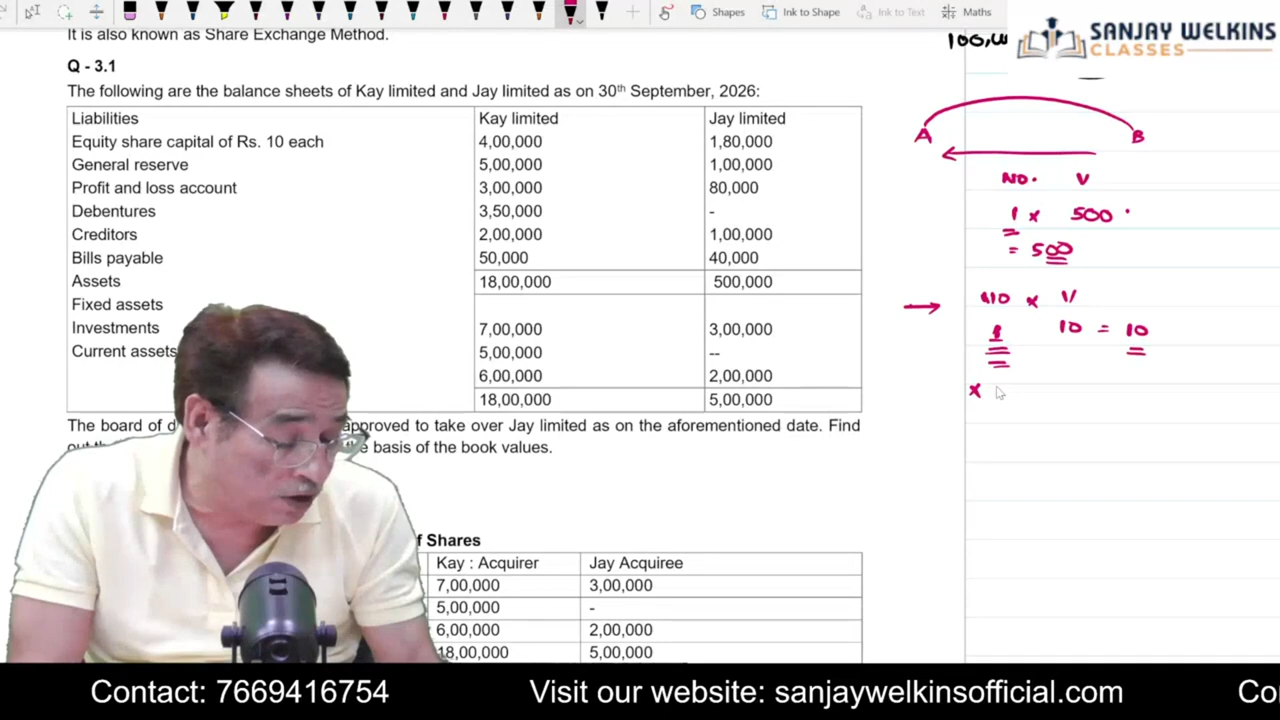 Shapes Ink to Shape Ink to Text Maths
It is also known as Share Exchange Method.
SANJAY WELKINS
CLASSES
Q - 3.1
The following are the balance sheets of Kay limited and Jay limited as on 30th September, 2026:
Liabilities Kay limited Jay limited
Equity share capital of Rs. 10 each 4,00,000 1,80,000
General reserve 5,00,000 1,00,000
Profit and loss account 3,00,000 80,000
Debentures 3,50,000 -
Creditors 2,00,000 1,00,000
Bills payable 50,000 40,000
Assets 18,00,000 500,000
Fixed assets
Investments 7,00,000 3,00,000
Current assets 5,00,000 --
6,00,000 2,00,000
18,00,000 5,00,000
The board of approved to take over Jay limited as on the aforementioned date. Find
the basis of the book values.
of Shares
Kay : Acquirer Jay Acquiree
7,00,000 3,00,000
5,00,000 -
6,00,000 2,00,000
18,00,000 5,00,000
A B
NO. V
1 x 500
= 500
x V
1 10 = 10
x
Contact: 7669416754 Visit our website: sanjaywelkinsofficial.com Co